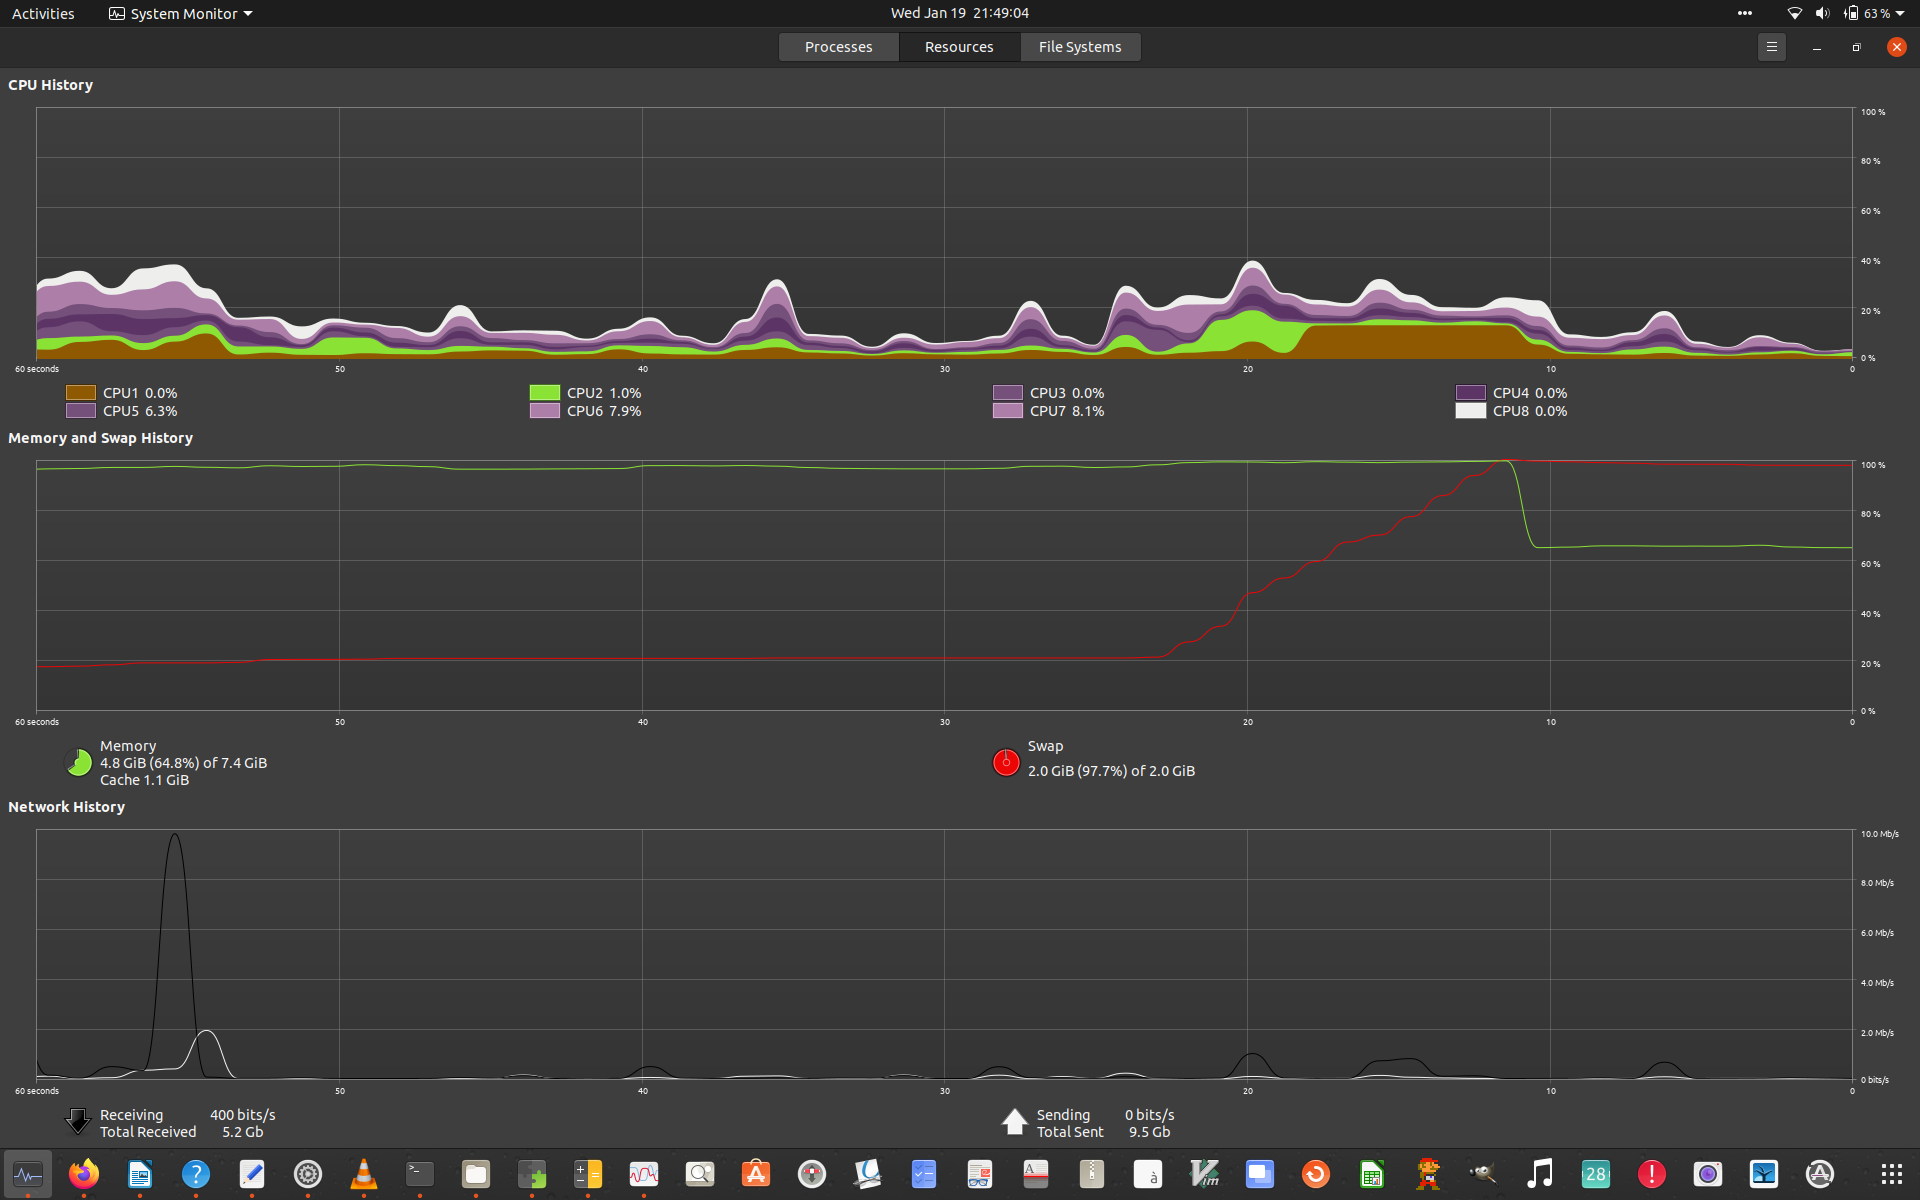 Activities System Monitor Wed Jan 19 21:49:04 63 %
Processes Resources File Systems
CPU History
100 %
80 %
60 %
40 %
20 %
0 %
60 seconds 50 40 30 20 10 0
CPU1 0.0% CPU2 1.0% CPU3 0.0% CPU4 0.0%
CPU5 6.3% CPU6 7.9% CPU7 8.1% CPU8 0.0%
Memory and Swap History
100 %
80 %
60 %
40 %
20 %
0 %
60 seconds 50 40 30 20 10 0
Memory
4.8 GiB (64.8%) of 7.4 GiB
Cache 1.1 GiB
Swap
2.0 GiB (97.7%) of 2.0 GiB
Network History
10.0 Mb/s
8.0 Mb/s
6.0 Mb/s
4.0 Mb/s
2.0 Mb/s
0 bits/s
60 seconds 50 40 30 20 10 0
Receiving 400 bits/s
Total Received 5.2 Gb
Sending 0 bits/s
Total Sent 9.5 Gb
? >_ A A à Vim 28 !